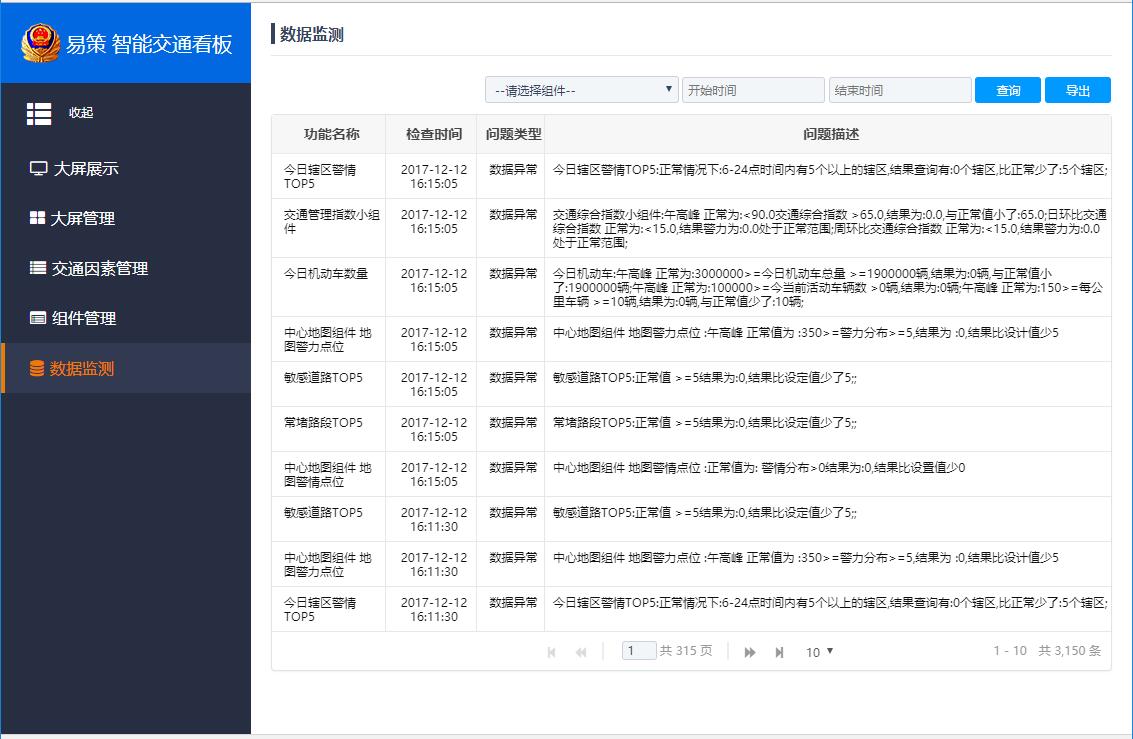 易策 智能交通看板
收起
大屏展示
大屏管理
交通因素管理
组件管理
数据监测
数据监测
--请选择组件-- 开始时间 结束时间 查询 导出
功能名称 检查时间 问题类型 问题描述
今日辖区警情 2017-12-12 数据异常 今日辖区警情TOP5:正常情况下:6-24点时间内有5个以上的辖区,结果查询有:0个辖区,比正常少了:5个辖区;
TOP5 16:15:05
交通管理指数小组 2017-12-12 数据异常 交通综合指数小组件:午高峰 正常为:<90.0交通综合指数 >65.0,结果为:0.0,与正常值小了:65.0;日环比交通
件 16:15:05 综合指数 正常为:<15.0,结果警力为:0.0处于正常范围;周环比交通综合指数 正常为:<15.0,结果警力为:0.0
处于正常范围;
今日机动车数量 2017-12-12 数据异常 今日机动车:午高峰 正常为:3000000>=今日机动车总量 >=1900000辆,结果为:0辆,与正常值小
16:15:05 了:1900000辆;午高峰 正常为:100000>=今当前活动车辆数 >0辆,结果为:0辆;午高峰 正常为:150>=每公
里车辆 >=10辆,结果为:0辆,与正常值少了:10辆;
中心地图组件 地 2017-12-12 数据异常 中心地图组件 地图警力点位 :午高峰 正常值为 :350>=警力分布>=5,结果为 :0,结果比设计值少5
图警力点位 16:15:05
敏感道路TOP5 2017-12-12 数据异常 敏感道路TOP5:正常值 >=5结果为:0,结果比设定值少了5;;
16:15:05
常堵路段TOP5 2017-12-12 数据异常 常堵路段TOP5:正常值 >=5结果为:0,结果比设定值少了5;;
16:15:05
中心地图组件 地 2017-12-12 数据异常 中心地图组件 地图警情点位 :正常值为: 警情分布>0结果为:0,结果比设置值少0
图警情点位 16:15:05
敏感道路TOP5 2017-12-12 数据异常 敏感道路TOP5:正常值 >=5结果为:0,结果比设定值少了5;;
16:11:30
中心地图组件 地 2017-12-12 数据异常 中心地图组件 地图警力点位 :午高峰 正常值为 :350>=警力分布>=5,结果为 :0,结果比设计值少5
图警力点位 16:11:30
今日辖区警情 2017-12-12 数据异常 今日辖区警情TOP5:正常情况下:6-24点时间内有5个以上的辖区,结果查询有:0个辖区,比正常少了:5个辖区;
TOP5 16:11:30
1 共 315 页 10 1 - 10 共 3,150 条